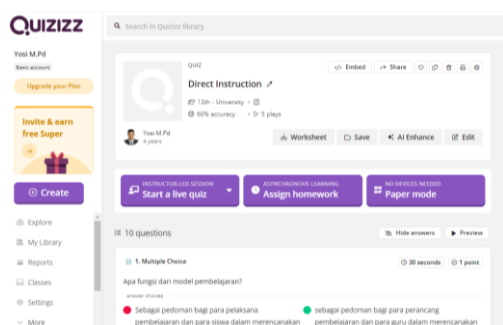 QUIZIZZ
Search in Quizizz library
Yosi M.Pd
Basic account
Upgrade your Plan
Invite & earn
free Super
Create
Explore
My Library
Reports
Classes
Settings
More
QUIZ
Embed
Share
Direct Instruction
12th - University
60% accuracy • 5 plays
Yosi M.Pd
4 years
Worksheet
Save
AI Enhance
Edit
INSTRUCTOR-LED SESSION
Start a live quiz
ASYNCHRONOUS LEARNING
Assign homework
NO DEVICES NEEDED
Paper mode
10 questions
Hide answers
Preview
1. Multiple Choice
30 seconds
1 point
Apa fungsi dari model pembelajaran?
answer choices
Sebagai pedoman bagi para pelaksana
pembelajaran dan para siswa dalam merencanakan
sebagai pedoman bagi para perancang
pembelajaran dan para guru dalam merencanakan